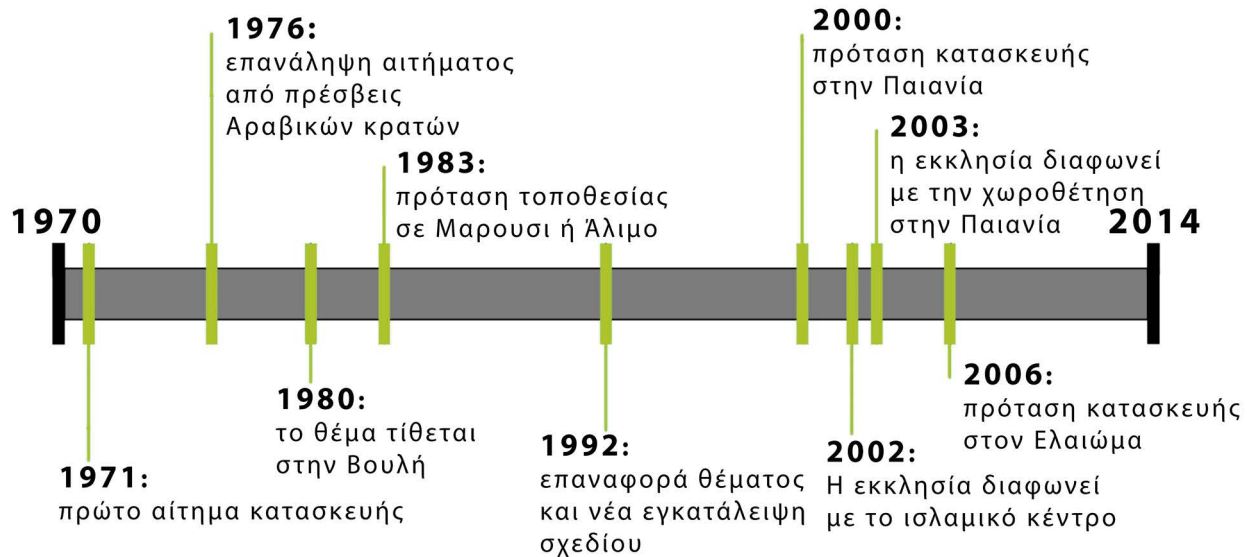 1970
1971:
πρώτο αίτημα κατασκευής
1976:
επανάληψη αιτήματος
από πρέσβεις
Αραβικών κρατών
1980:
το θέμα τίθεται
στην Βουλή
1983:
πρόταση τοποθεσίας
σε Μαρουσι ή Άλιμο
1992:
επαναφορά θέματος
και νέα εγκατάλειψη
σχεδίου
2000:
πρόταση κατασκευής
στην Παιανία
2002:
Η εκκλησία διαφωνεί
με το ισλαμικό κέντρο
2003:
η εκκλησία διαφωνεί
με την χωροθέτηση
στην Παιανία
2006:
πρόταση κατασκευής
στον Ελαιώμα
2014